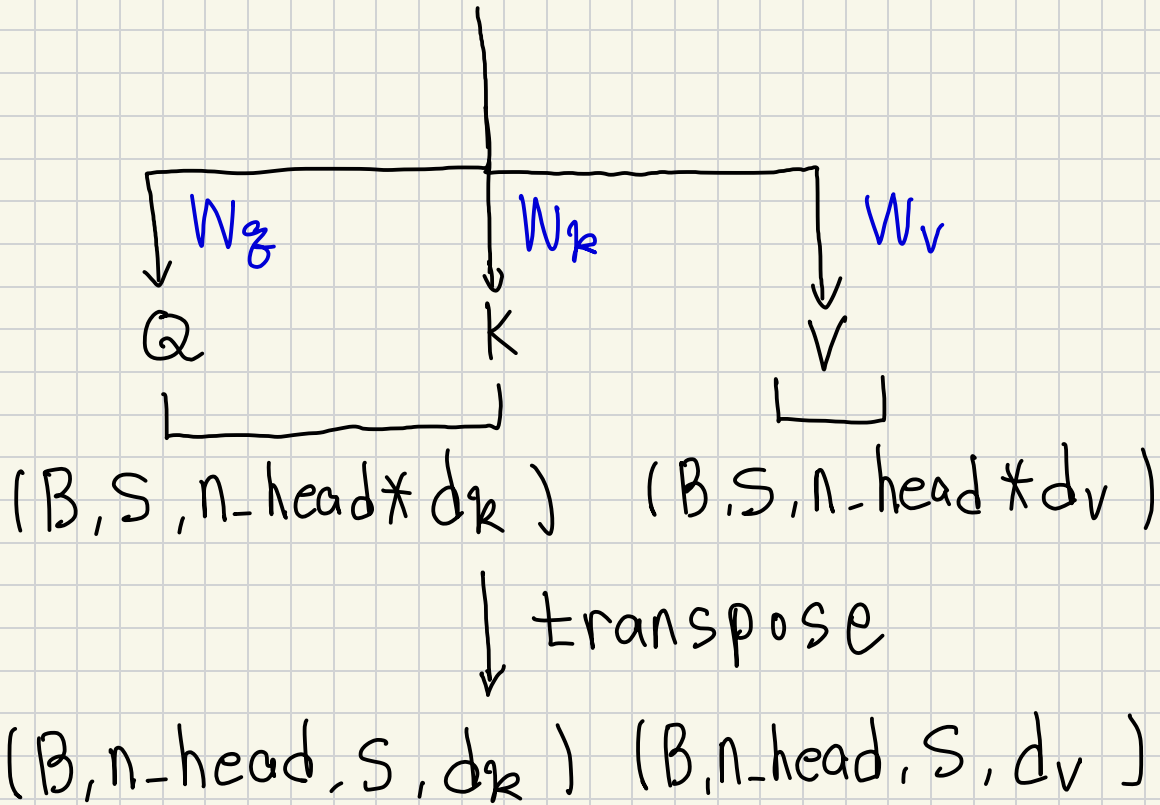 Wq Wk Wv
Q K V
(B,S,n_head*dk) (B,S,n_head*dv)
transpose
(B,n_head,S,dk) (B,n_head,S,dv)